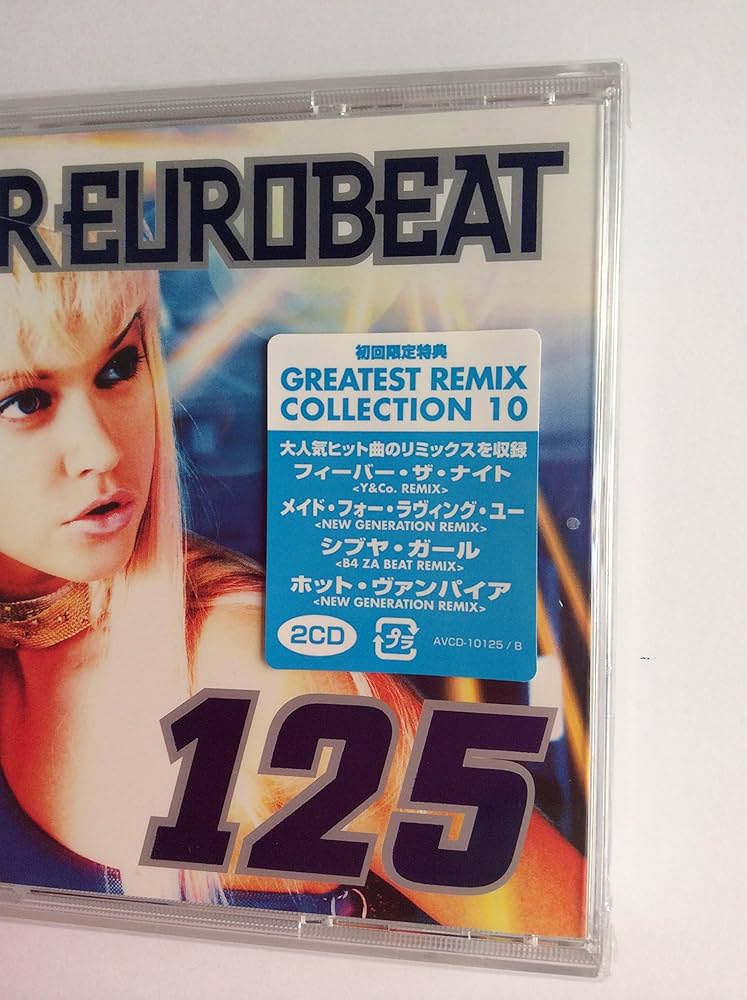 R EUROBEAT
初回限定特典
GREATEST REMIX
COLLECTION 10
大人気ヒット曲のリミックスを収録
フィーバー・ザ・ナイト
<Y&Co. REMIX>
メイド・フォー・ラヴィング・ユー
<NEW GENERATION REMIX>
シブヤ・ガール
<B4 ZA BEAT REMIX>
ホット・ヴァンパイア
<NEW GENERATION REMIX>
2CD プラ AVCD-10125 / B
125